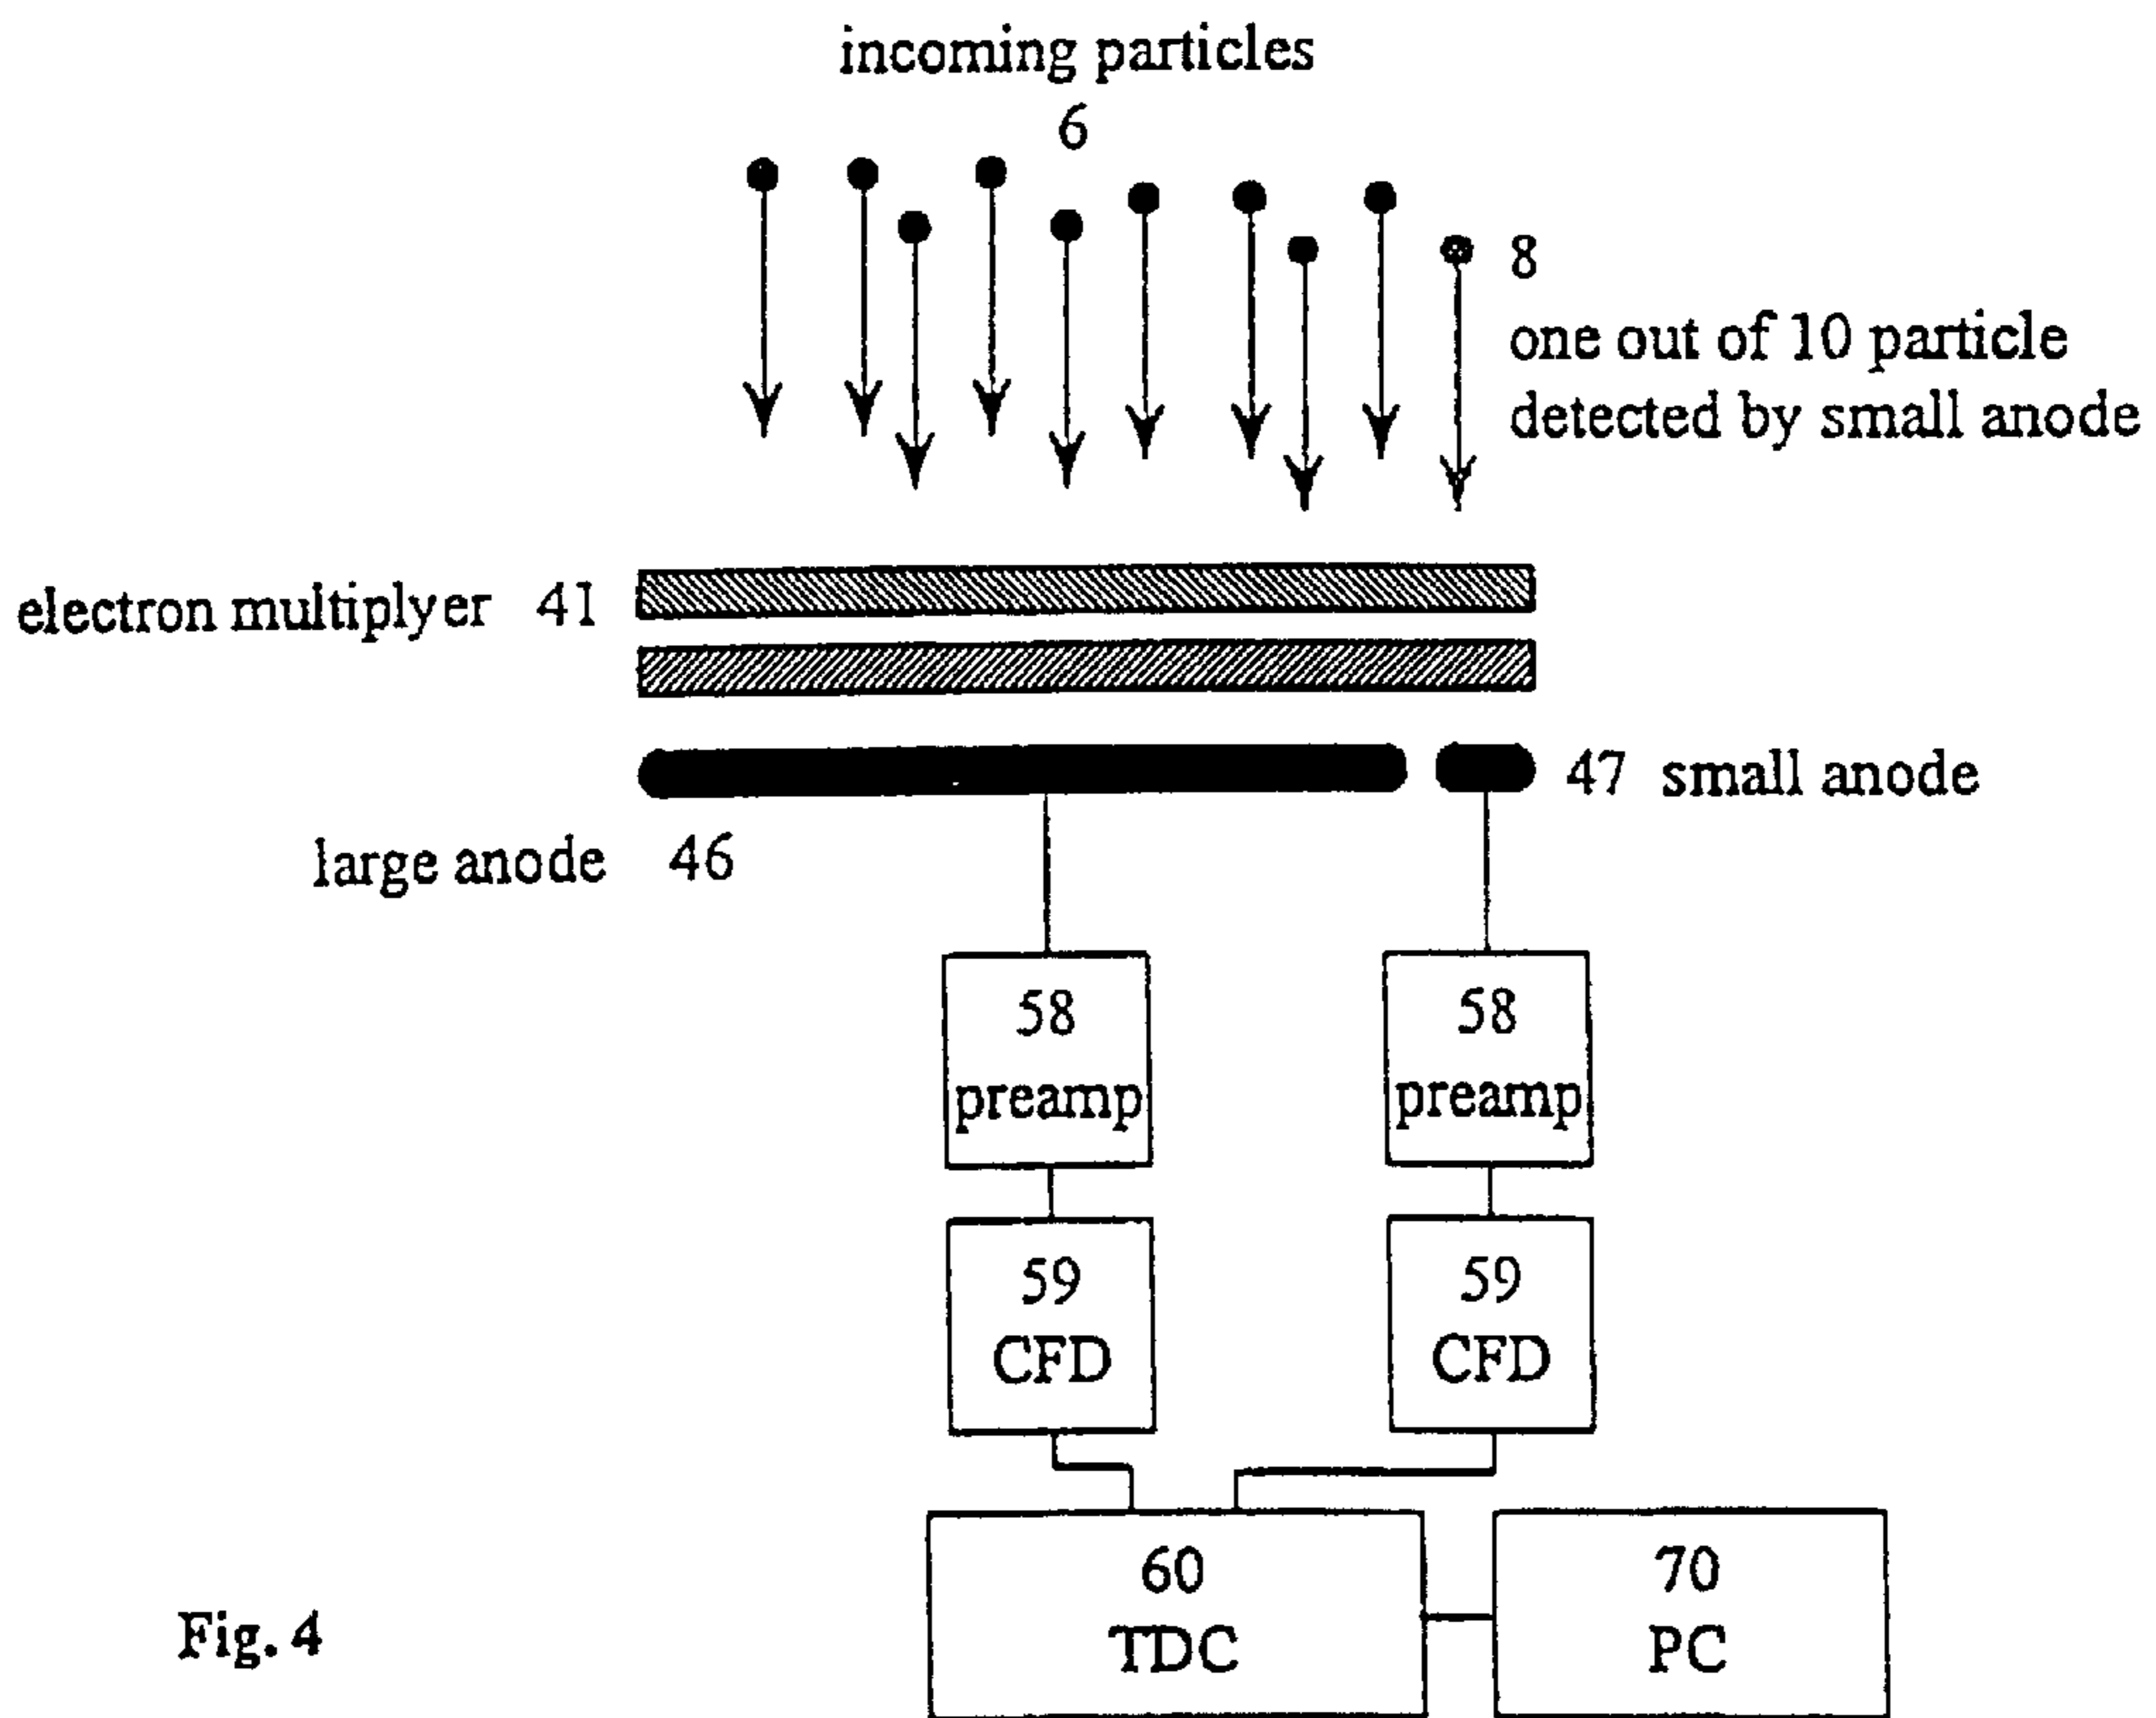 incoming particles
6
8
one out of 10 particle
detected by small anode
electron multiplyer 41
47 small anode
large anode 46
58
preamp
58
preamp
59
CFD
59
CFD
60
TDC
70
PC
Fig. 4